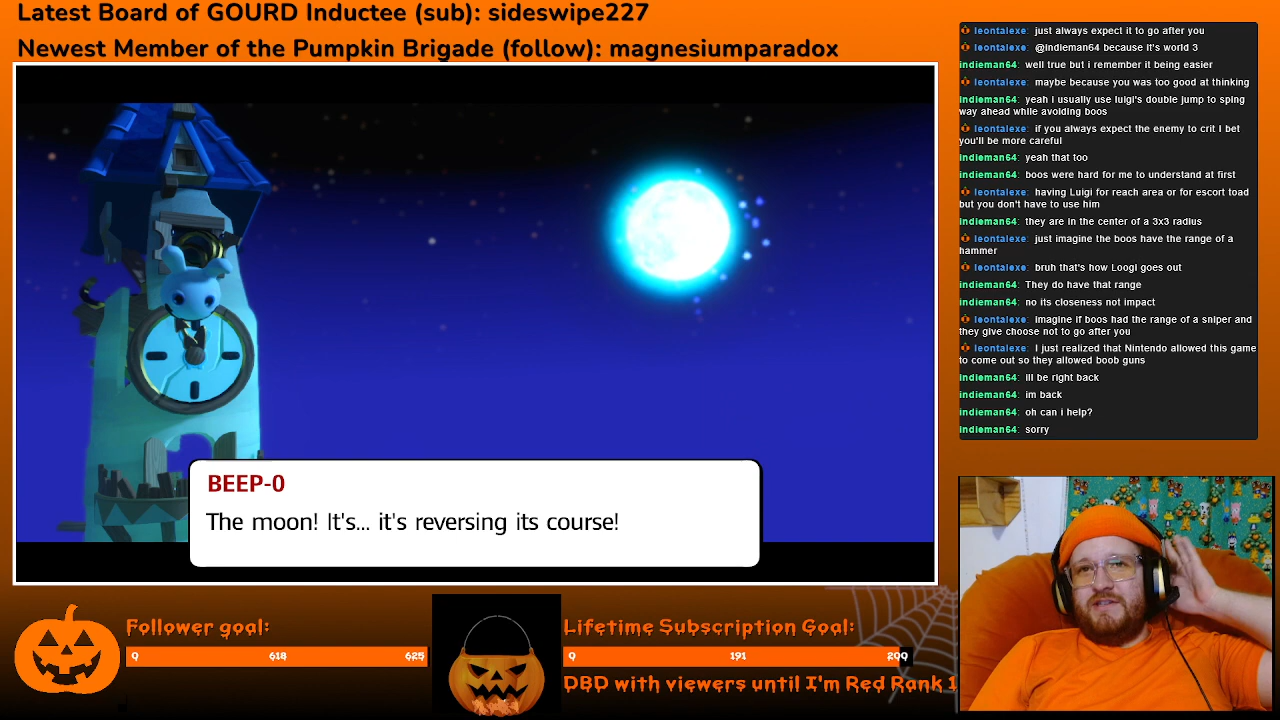 Latest Board of GOURD Inductee (sub): sideswipe227
Newest Member of the Pumpkin Brigade (follow): magnesiumparadox
BEEP-0
The moon! It's... it's reversing its course!
Follower goal:
0 618 625
Lifetime Subscription Goal:
0 191 200
DBD with viewers until I'm Red Rank 1
leontalexe: just always expect it to go after you
leontalexe: @indieman64 because it's world 3
indieman64: well true but i remember it being easier
leontalexe: maybe because you was too good at thinking
indieman64: yeah i usually use luigi's double jump to sping
way ahead while avolding boos
leontalexe: if you always expect the enemy to crit I bet
you'll be more careful
indieman64: yeah that too
indieman64: boos were hard for me to understand at first
leontalexe: having Luigi for reach area or for escort toad
but you don't have to use him
indieman64: they are in the center of a 3x3 radius
leontalexe: just imagine the boos have the range of a
hammer
leontalexe: bruh that's how Loogi goes out
indieman64: They do have that range
indieman64: no its closeness not impact
leontalexe: imagine if boos had the range of a sniper and
they give choose not to go after you
leontalexe: I just realized that Nintendo allowed this game
to come out so they allowed boob guns
indieman64: ill be right back
indieman64: im back
indieman64: oh can i help?
indieman64: sorry